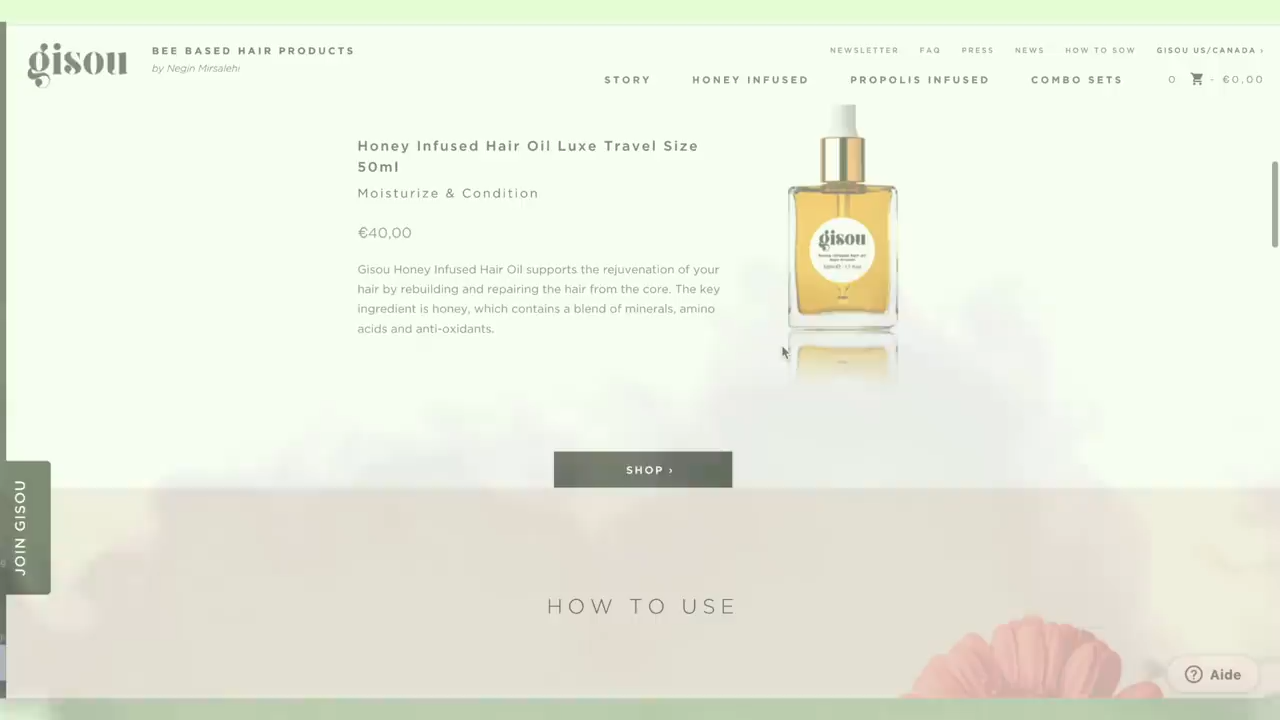 gisou
BEE BASED HAIR PRODUCTS
by Negin Mirsalehi
NEWSLETTER FAQ PRESS NEWS HOW TO SOW GISOU US/CANADA ›
STORY HONEY INFUSED PROPOLIS INFUSED COMBO SETS 0 - €0,00
Honey Infused Hair Oil Luxe Travel Size
50ml
Moisturize & Condition
€40,00
Gisou Honey Infused Hair Oil supports the rejuvenation of your
hair by rebuilding and repairing the hair from the core. The key
ingredient is honey, which contains a blend of minerals, amino
acids and anti-oxidants.
gisou
SHOP ›
JOIN GISOU
HOW TO USE
? Aide